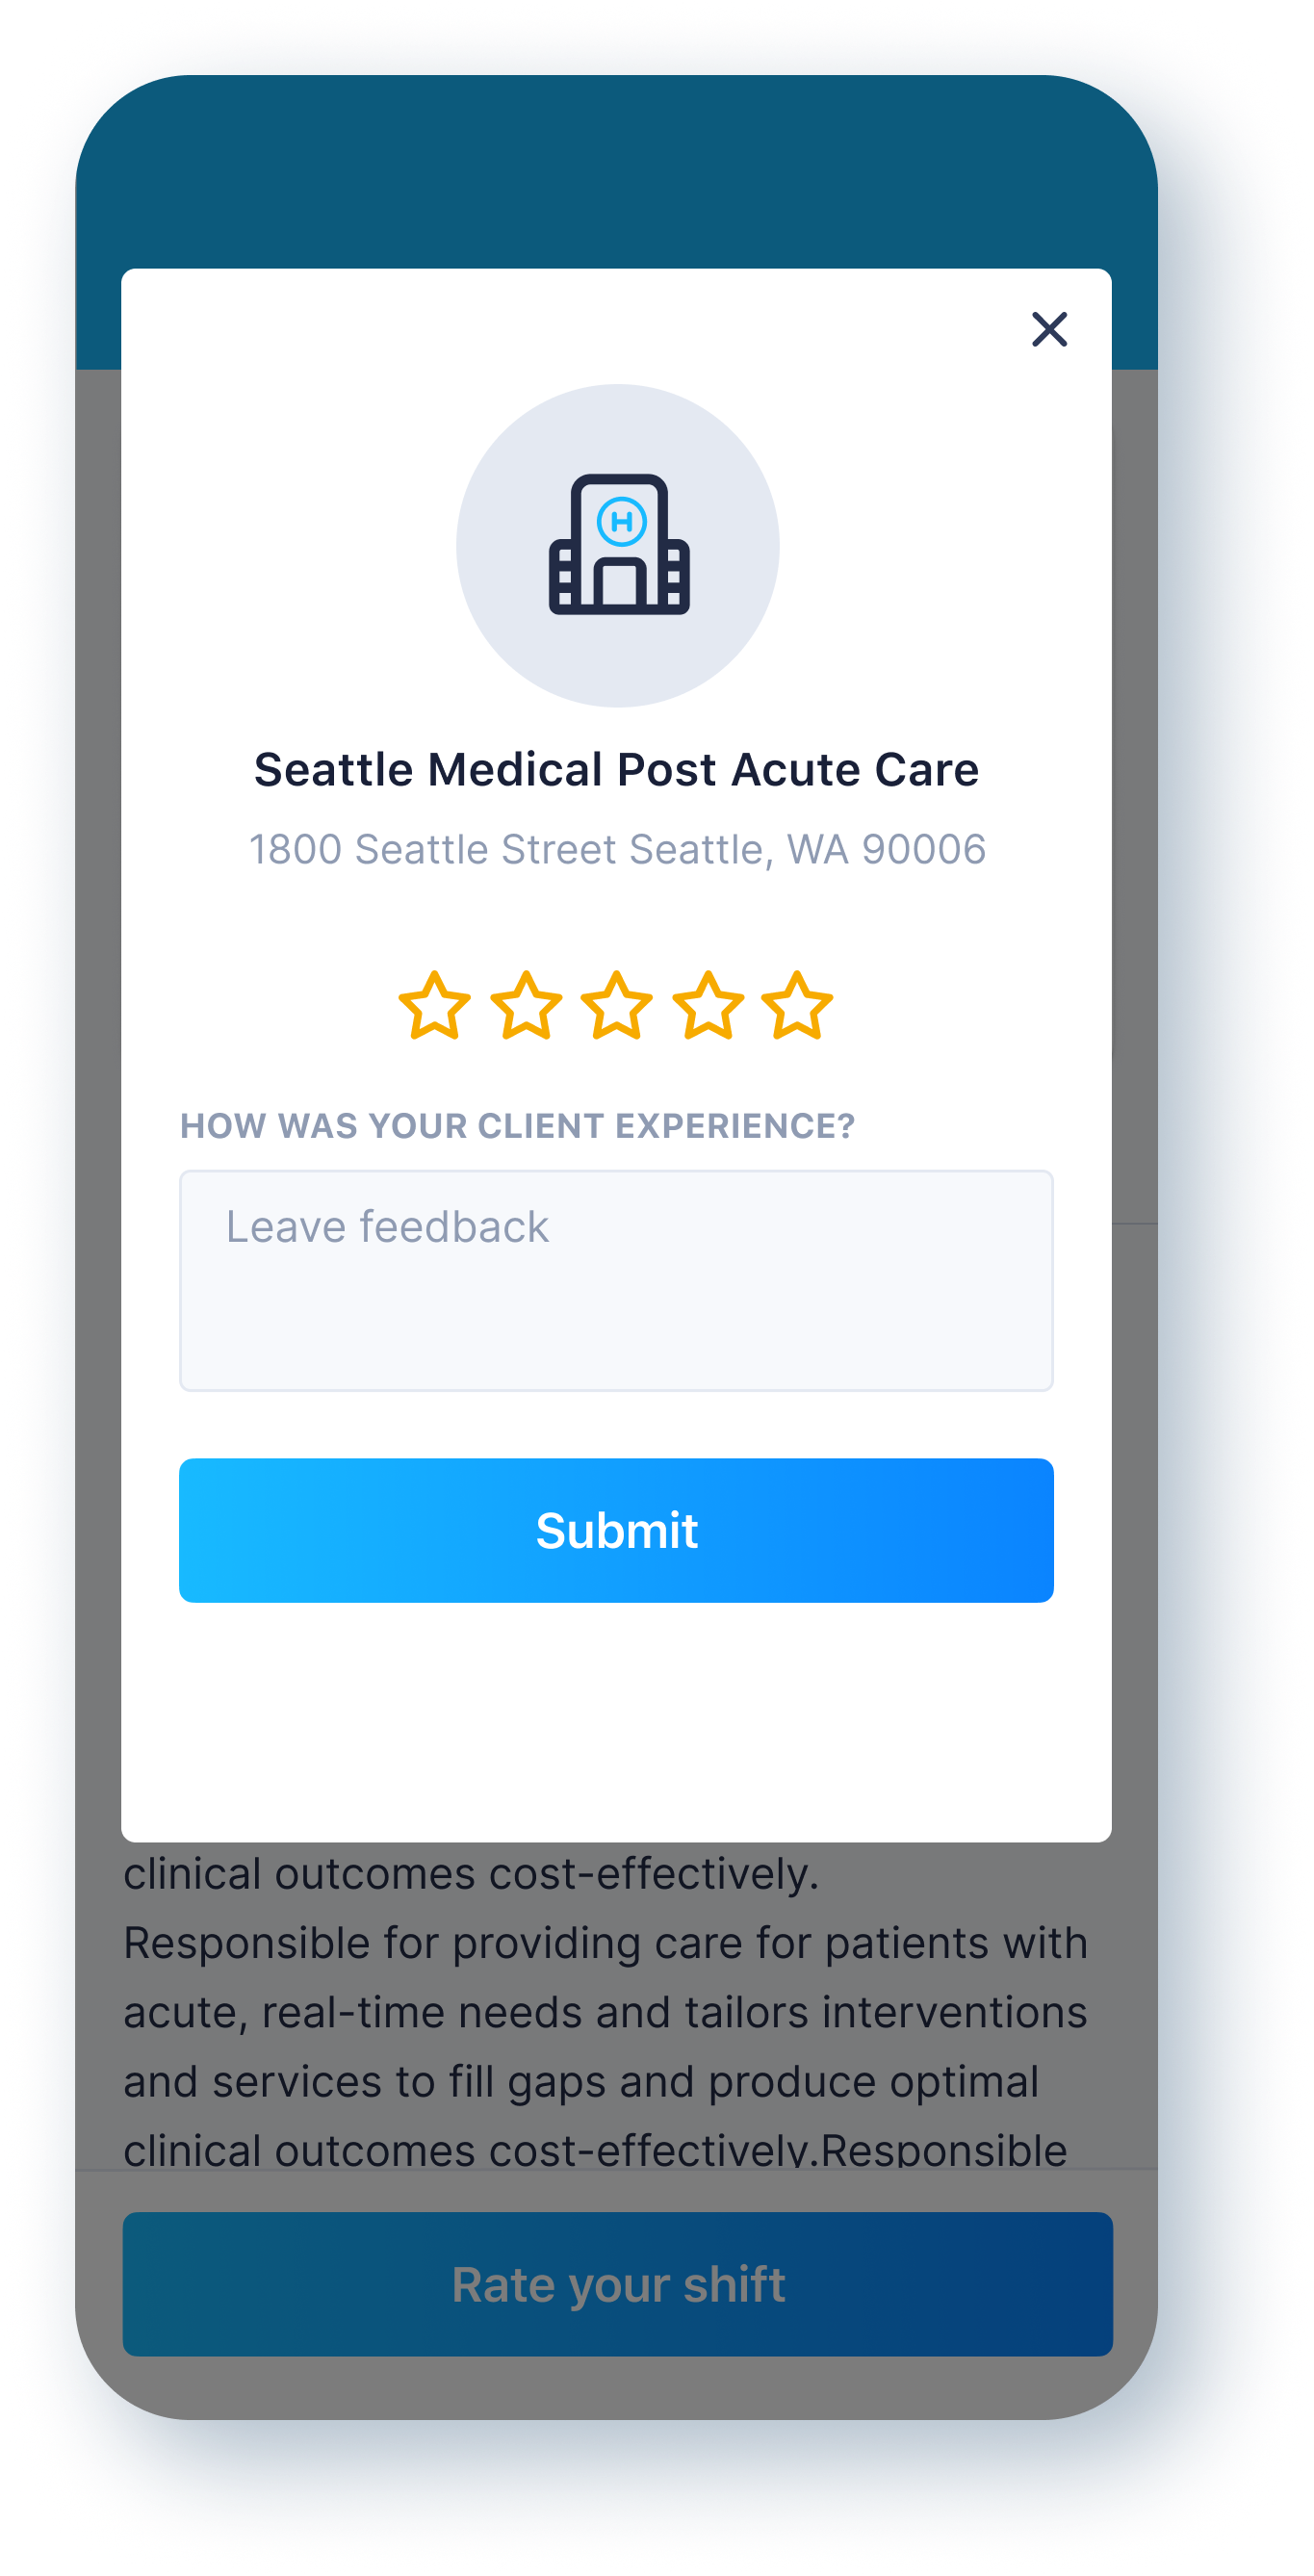 H
Seattle Medical Post Acute Care
1800 Seattle Street Seattle, WA 90006
HOW WAS YOUR CLIENT EXPERIENCE?
Leave feedback
Submit
clinical outcomes cost-effectively.
Responsible for providing care for patients with
acute, real-time needs and tailors interventions
and services to fill gaps and produce optimal
clinical outcomes cost-effectively.Responsible
Rate your shift